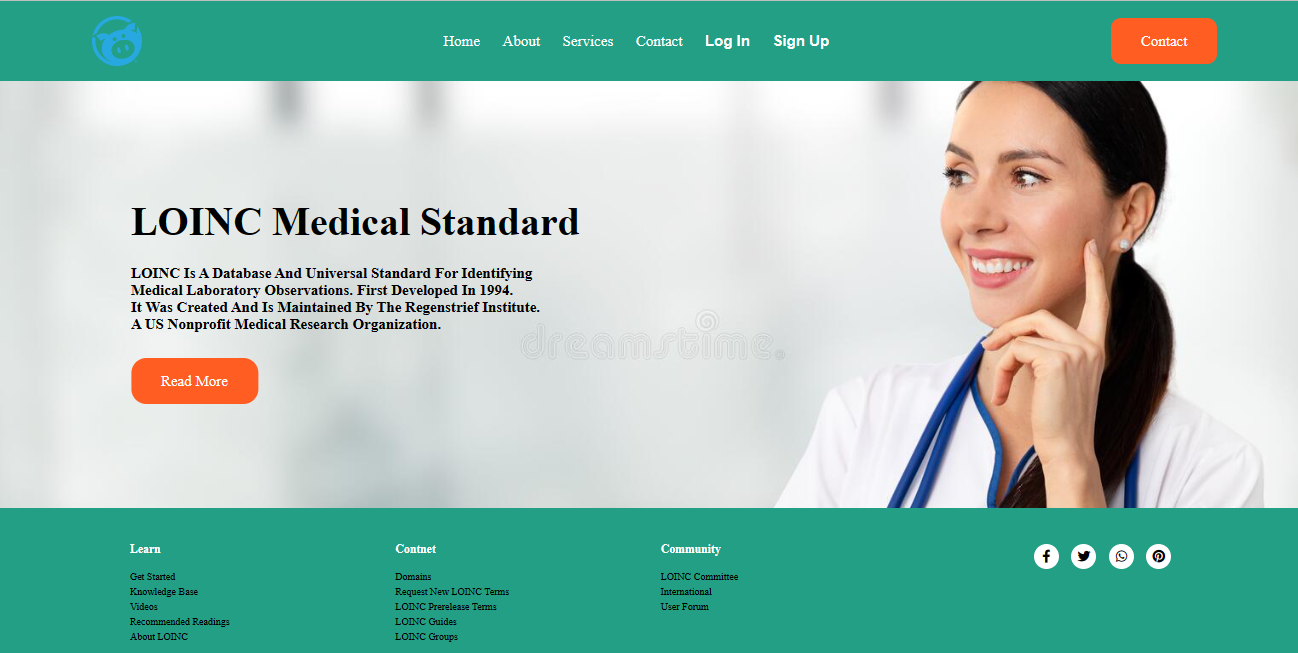 Home About Services Contact Log In Sign Up Contact
LOINC Medical Standard
LOINC Is A Database And Universal Standard For Identifying
Medical Laboratory Observations. First Developed In 1994.
It Was Created And Is Maintained By The Regenstrief Institute.
A US Nonprofit Medical Research Organization.
dreamstime.
Read More
Learn
Get Started
Knowledge Base
Videos
Recommended Readings
About LOINC
Contnet
Domains
Request New LOINC Terms
LOINC Prerelease Terms
LOINC Guides
LOINC Groups
Community
LOINC Committee
International
User Forum